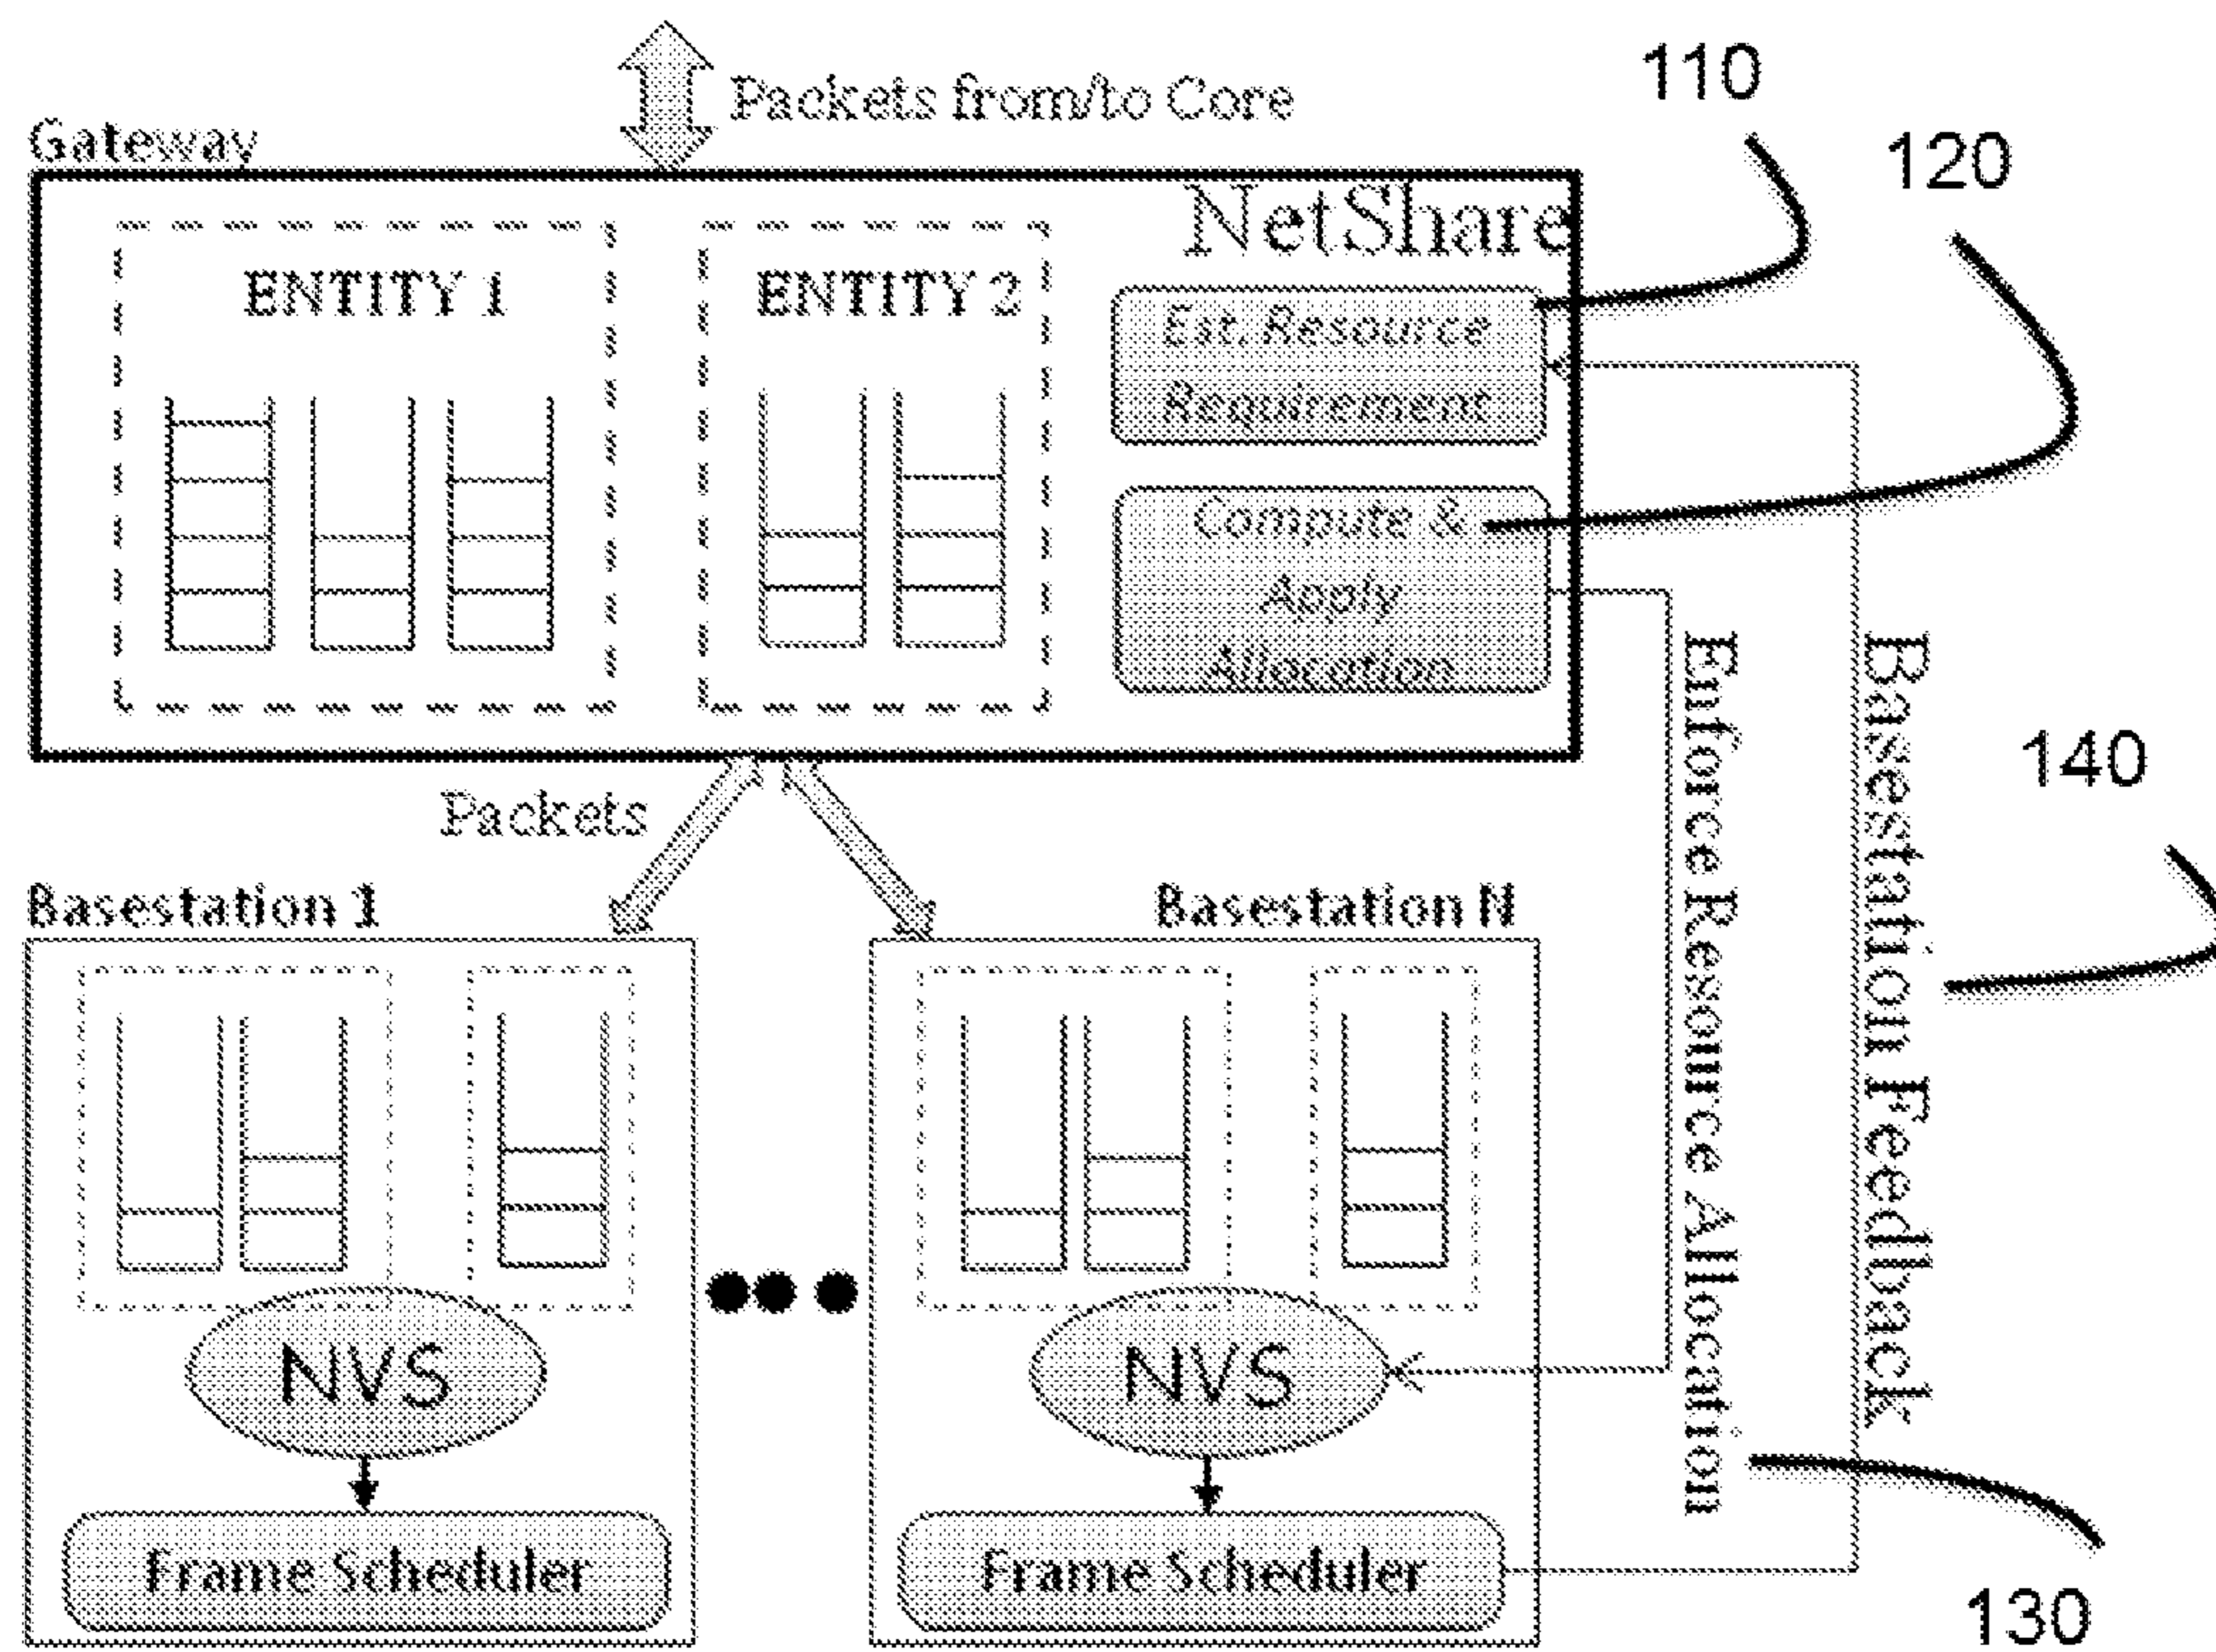 Packets from/to Core
110
Gateway
120
NetShare
ENTITY 1
ENTITY 2
Est. Resource
Requirement
Compute &
Apply
Allocation
Enforce Resource Allocation
Basestation Feedback
140
Packets
Basestation 1
Basestation N
NVS
NVS
Frame Scheduler
Frame Scheduler
130